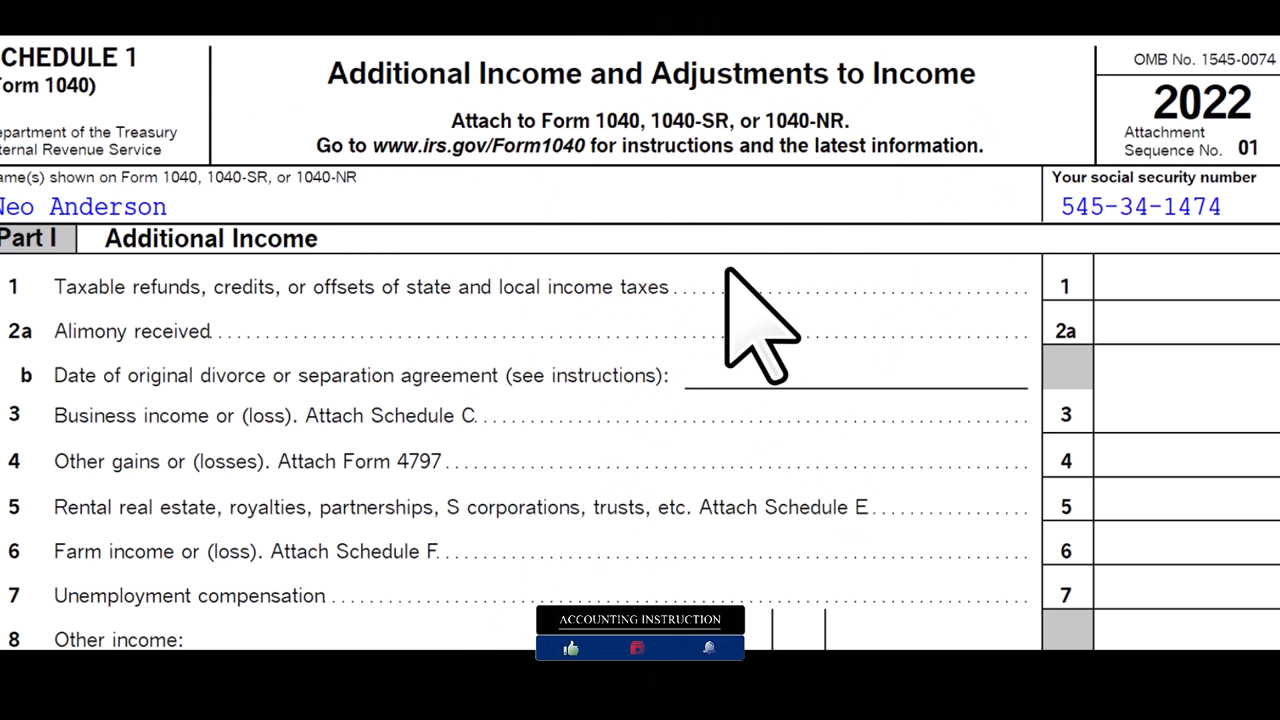 CHEDULE 1
orm 1040)
epartment of the Treasury
ternal Revenue Service
Additional Income and Adjustments to Income
Attach to Form 1040, 1040-SR, or 1040-NR.
Go to www.irs.gov/Form1040 for instructions and the latest information.
OMB No. 1545-0074
2022
Attachment
Sequence No. 01
ame(s) shown on Form 1040, 1040-SR, or 1040-NR
Neo Anderson
Your social security number
545-34-1474
Part I Additional Income
1 Taxable refunds, credits, or offsets of state and local income taxes 1
2a Alimony received 2a
b Date of original divorce or separation agreement (see instructions):
3 Business income or (loss). Attach Schedule C 3
4 Other gains or (losses). Attach Form 4797 4
5 Rental real estate, royalties, partnerships, S corporations, trusts, etc. Attach Schedule E 5
6 Farm income or (loss). Attach Schedule F 6
7 Unemployment compensation 7
8 Other income:
ACCOUNTING INSTRUCTION